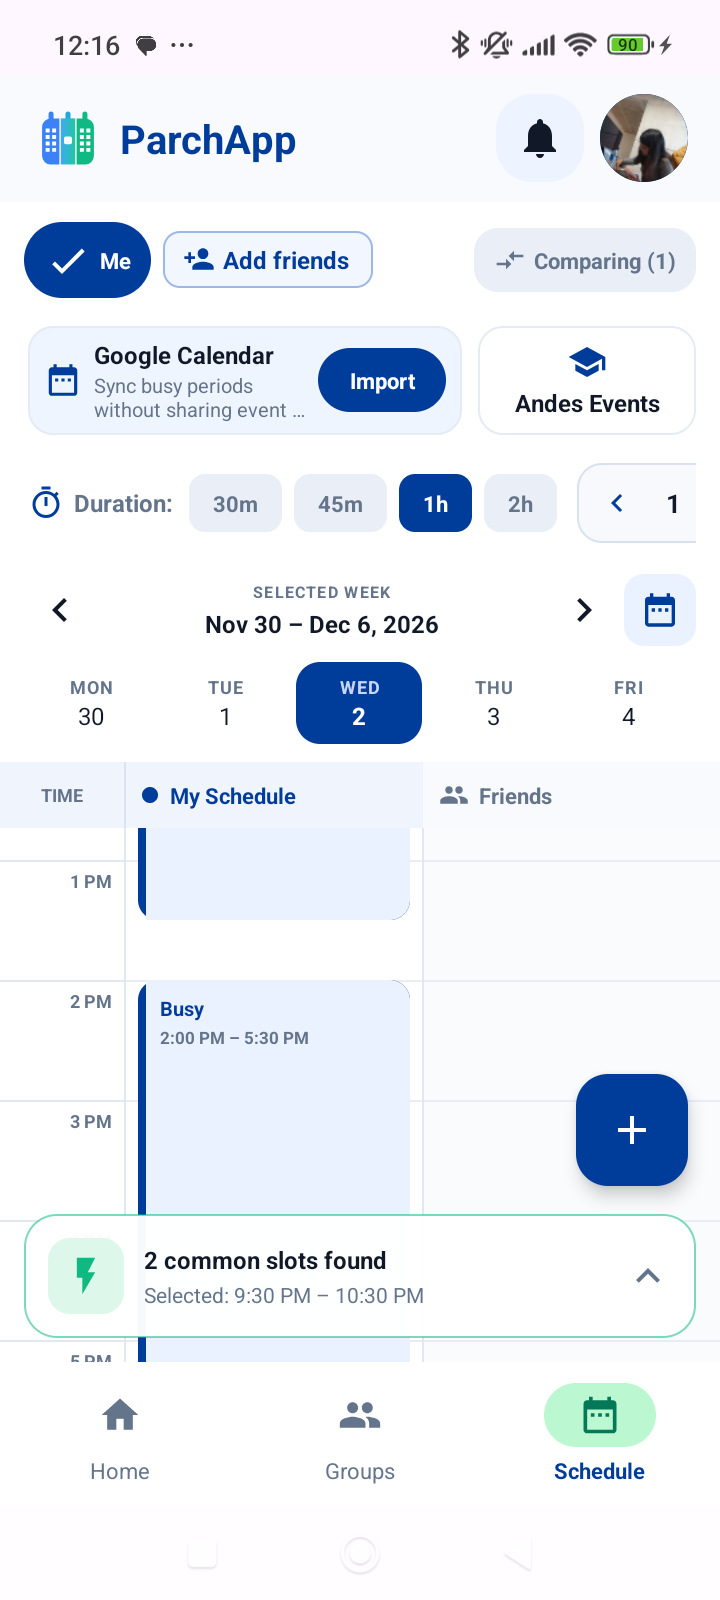 12:16
90
ParchApp
Me
Add friends
Comparing (1)
Google Calendar
Sync busy periods
without sharing event ...
Import
Andes Events
Duration:
30m
45m
1h
2h
1
SELECTED WEEK
Nov 30 – Dec 6, 2026
MON
30
TUE
1
WED
2
THU
3
FRI
4
TIME
My Schedule
Friends
1 PM
2 PM
Busy
2:00 PM – 5:30 PM
3 PM
2 common slots found
Selected: 9:30 PM – 10:30 PM
5 PM
Home
Groups
Schedule